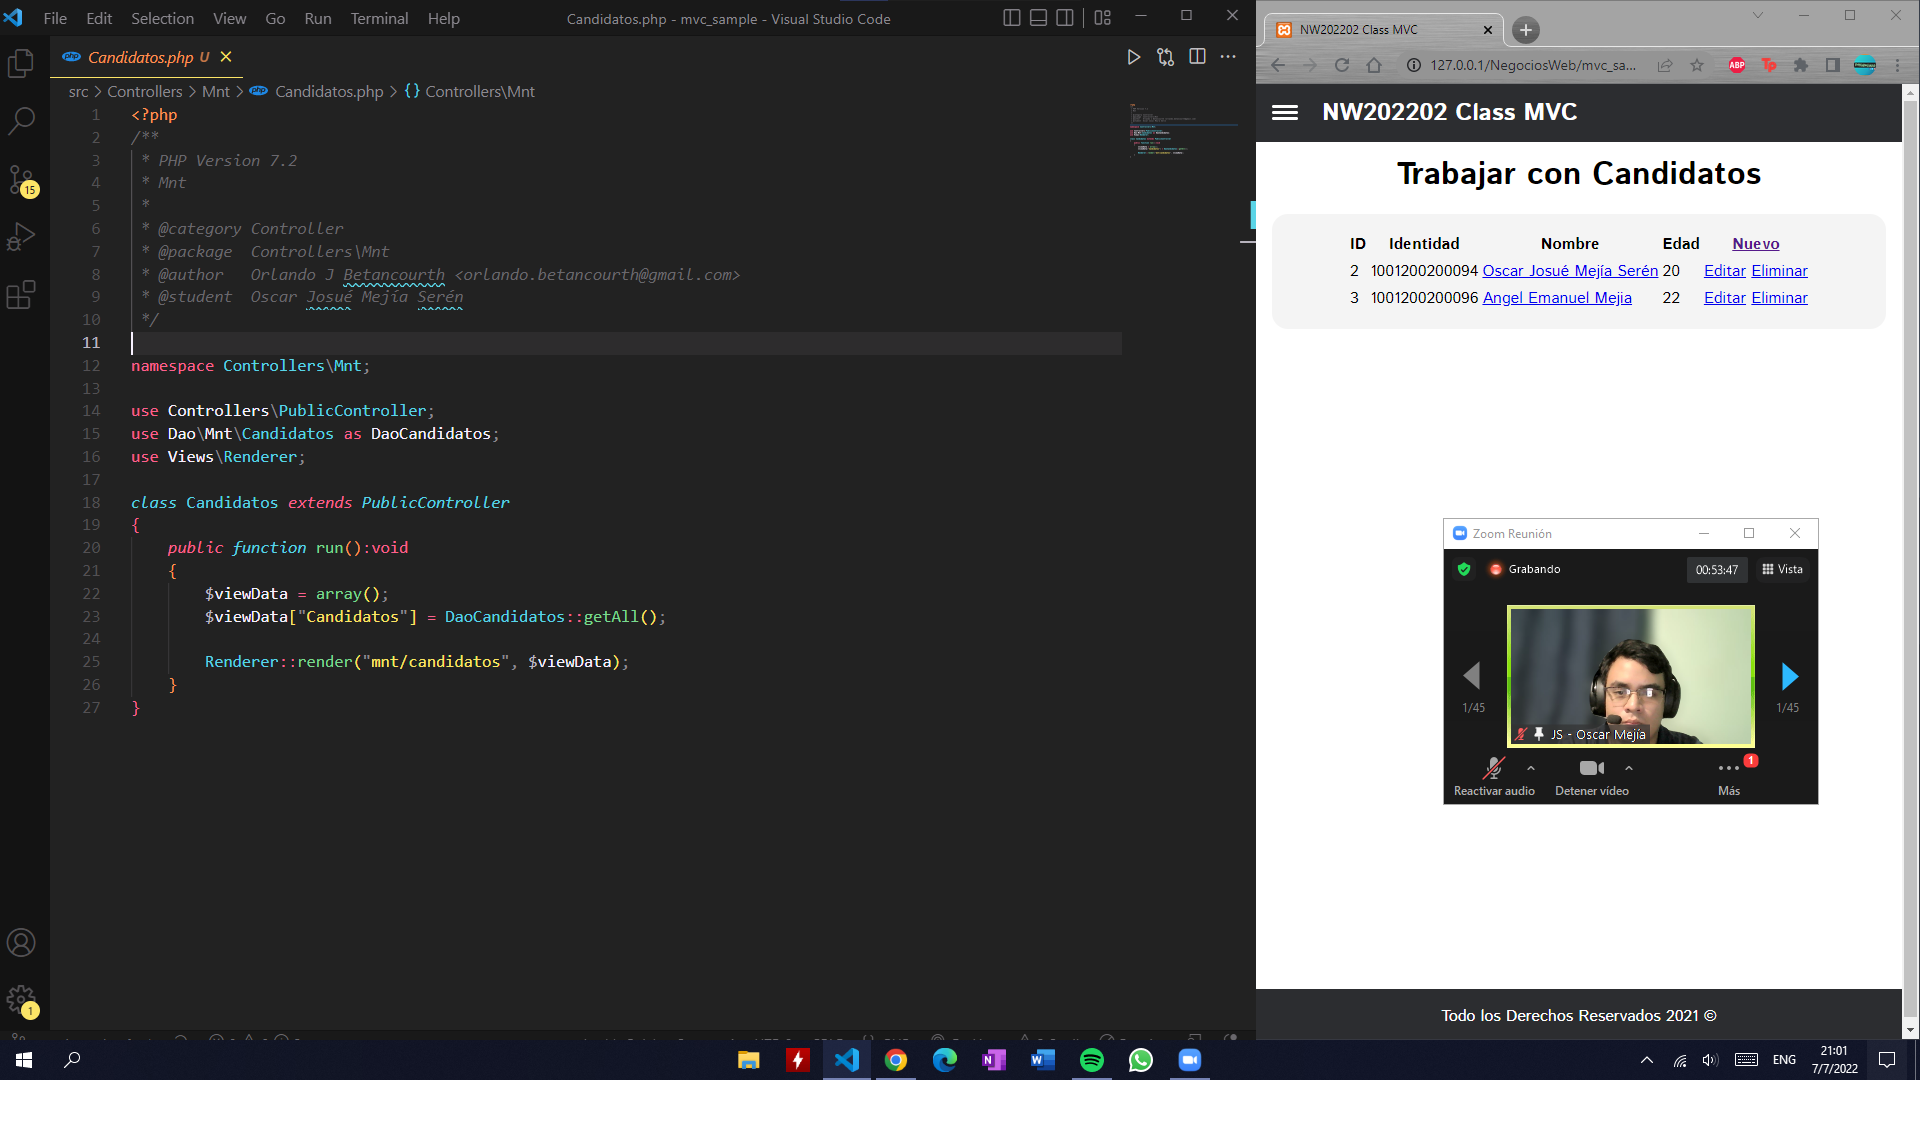 File Edit Selection View Go Run Terminal Help
Candidatos.php - mvc_sample - Visual Studio Code
Candidatos.php U
src > Controllers > Mnt > Candidatos.php > {} Controllers\Mnt
1 <?php
2 /**
3 * PHP Version 7.2
4 * Mnt
5 *
6 * @category Controller
7 * @package Controllers\Mnt
8 * @author Orlando J Betancourth <orlando.betancourth@gmail.com>
9 * @student Oscar Josué Mejía Serén
10 */
11
12 namespace Controllers\Mnt;
13
14 use Controllers\PublicController;
15 use Dao\Mnt\Candidatos as DaoCandidatos;
16 use Views\Renderer;
17
18 class Candidatos extends PublicController
19 {
20 public function run():void
21 {
22 $viewData = array();
23 $viewData["Candidatos"] = DaoCandidatos::getAll();
24
25 Renderer::render("mnt/candidatos", $viewData);
26 }
27 }
15
1
NW202202 Class MVC
127.0.0.1/NegociosWeb/mvc_sa...
ABP
Tp
NW202202 Class MVC
Trabajar con Candidatos
ID Identidad Nombre Edad Nuevo
2 1001200200094 Oscar Josué Mejía Serén 20 Editar Eliminar
3 1001200200096 Angel Emanuel Mejia 22 Editar Eliminar
Zoom Reunión
Grabando 00:53:47 Vista
1/45 1/45
JS - Oscar Mejía
1
Reactivar audio Detener vídeo Más
Todo los Derechos Reservados 2021 ©
ENG
21:01
7/7/2022